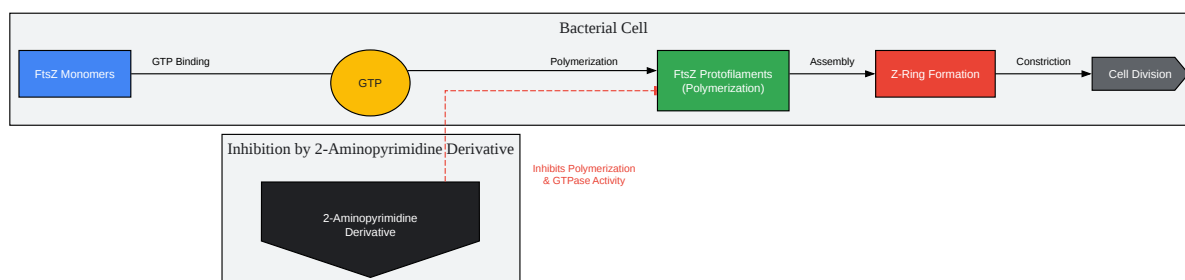 Bacterial Cell
FtsZ Monomers
GTP Binding
GTP
Polymerization
FtsZ Protofilaments
(Polymerization)
Assembly
Z-Ring Formation
Constriction
Cell Division
Inhibition by 2-Aminopyrimidine Derivative
Inhibits Polymerization
& GTPase Activity
2-Aminopyrimidine
Derivative